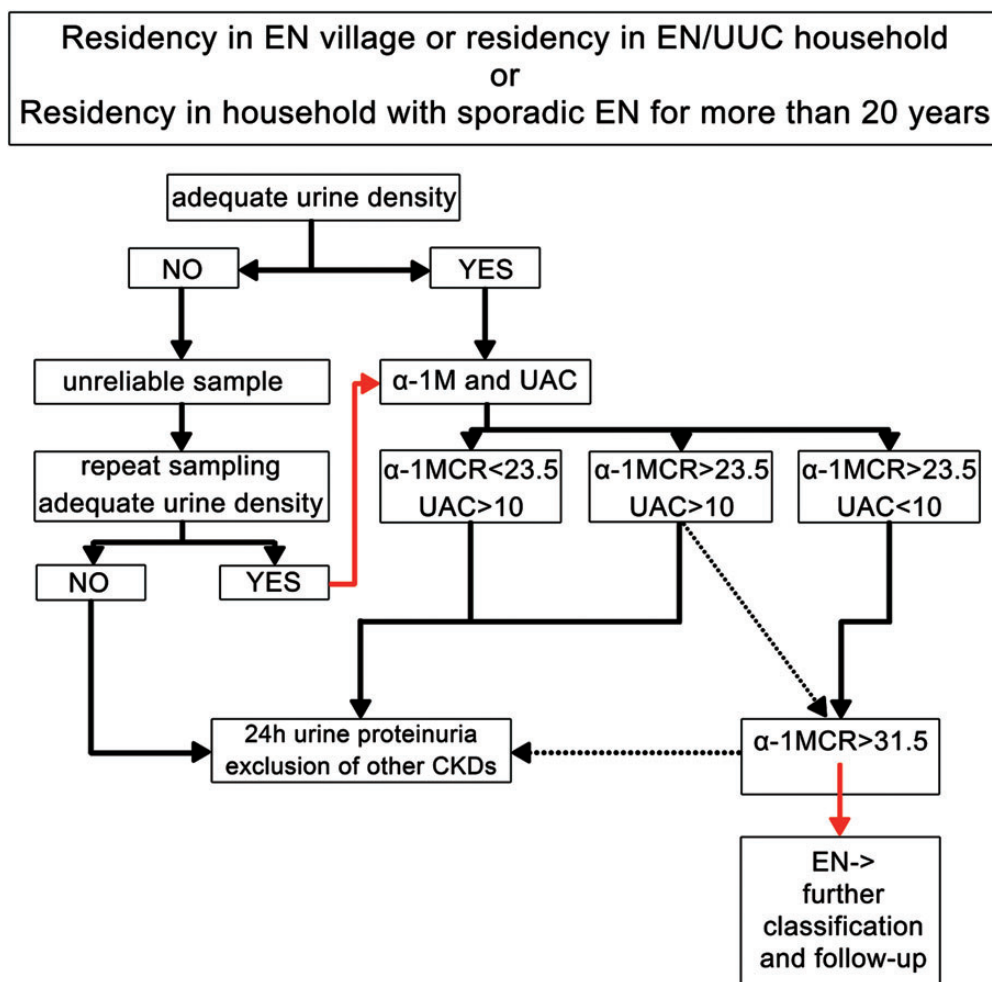 Residency in EN village or residency in EN/UUC household
or
Residency in household with sporadic EN for more than 20 years
adequate urine density
NO
YES
unreliable sample
α-1M and UAC
repeat sampling
adequate urine density
α-1MCR<23.5
UAC>10
α-1MCR>23.5
UAC>10
α-1MCR>23.5
UAC<10
NO
YES
24h urine proteinuria
exclusion of other CKDs
α-1MCR>31.5
EN->
further
classification
and follow-up